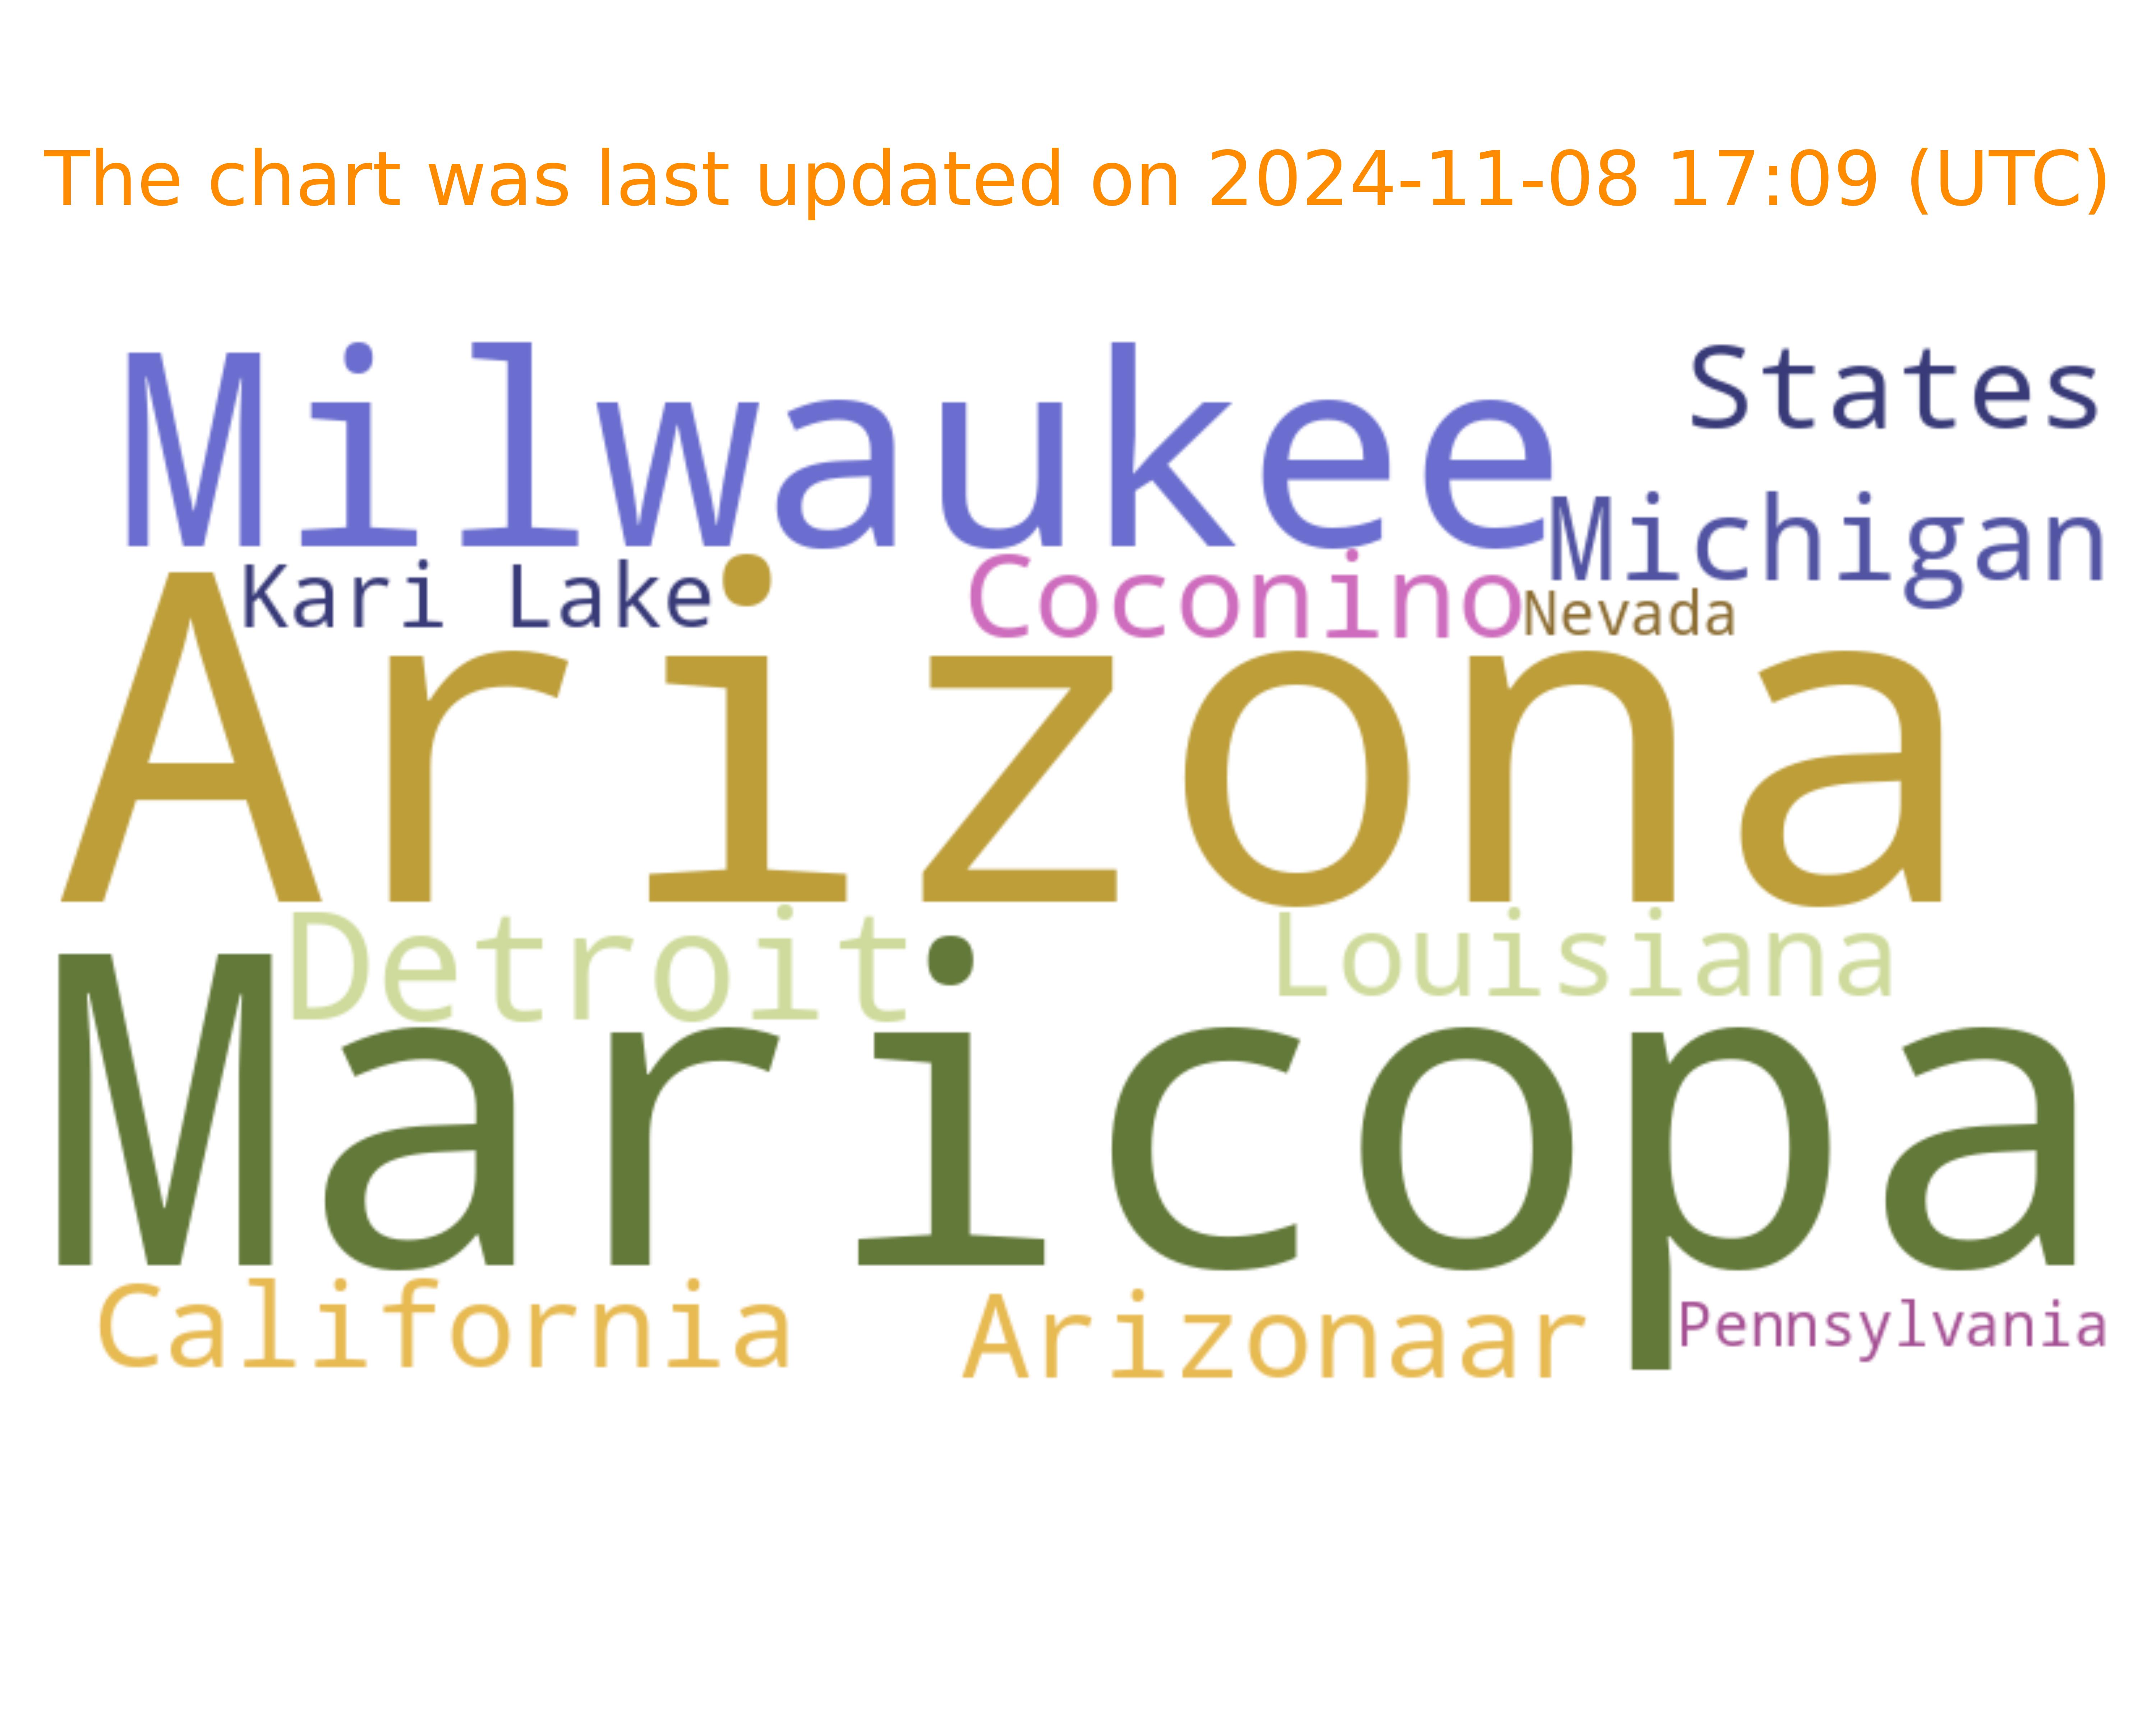 The chart was last updated on 2024-11-08 17:09 (UTC)
Milwaukee
States
Michigan
Kari Lake
Coconino
Nevada
Arizona
Detroit
Louisiana
Maricopa
California
Arizonaar
Pennsylvania